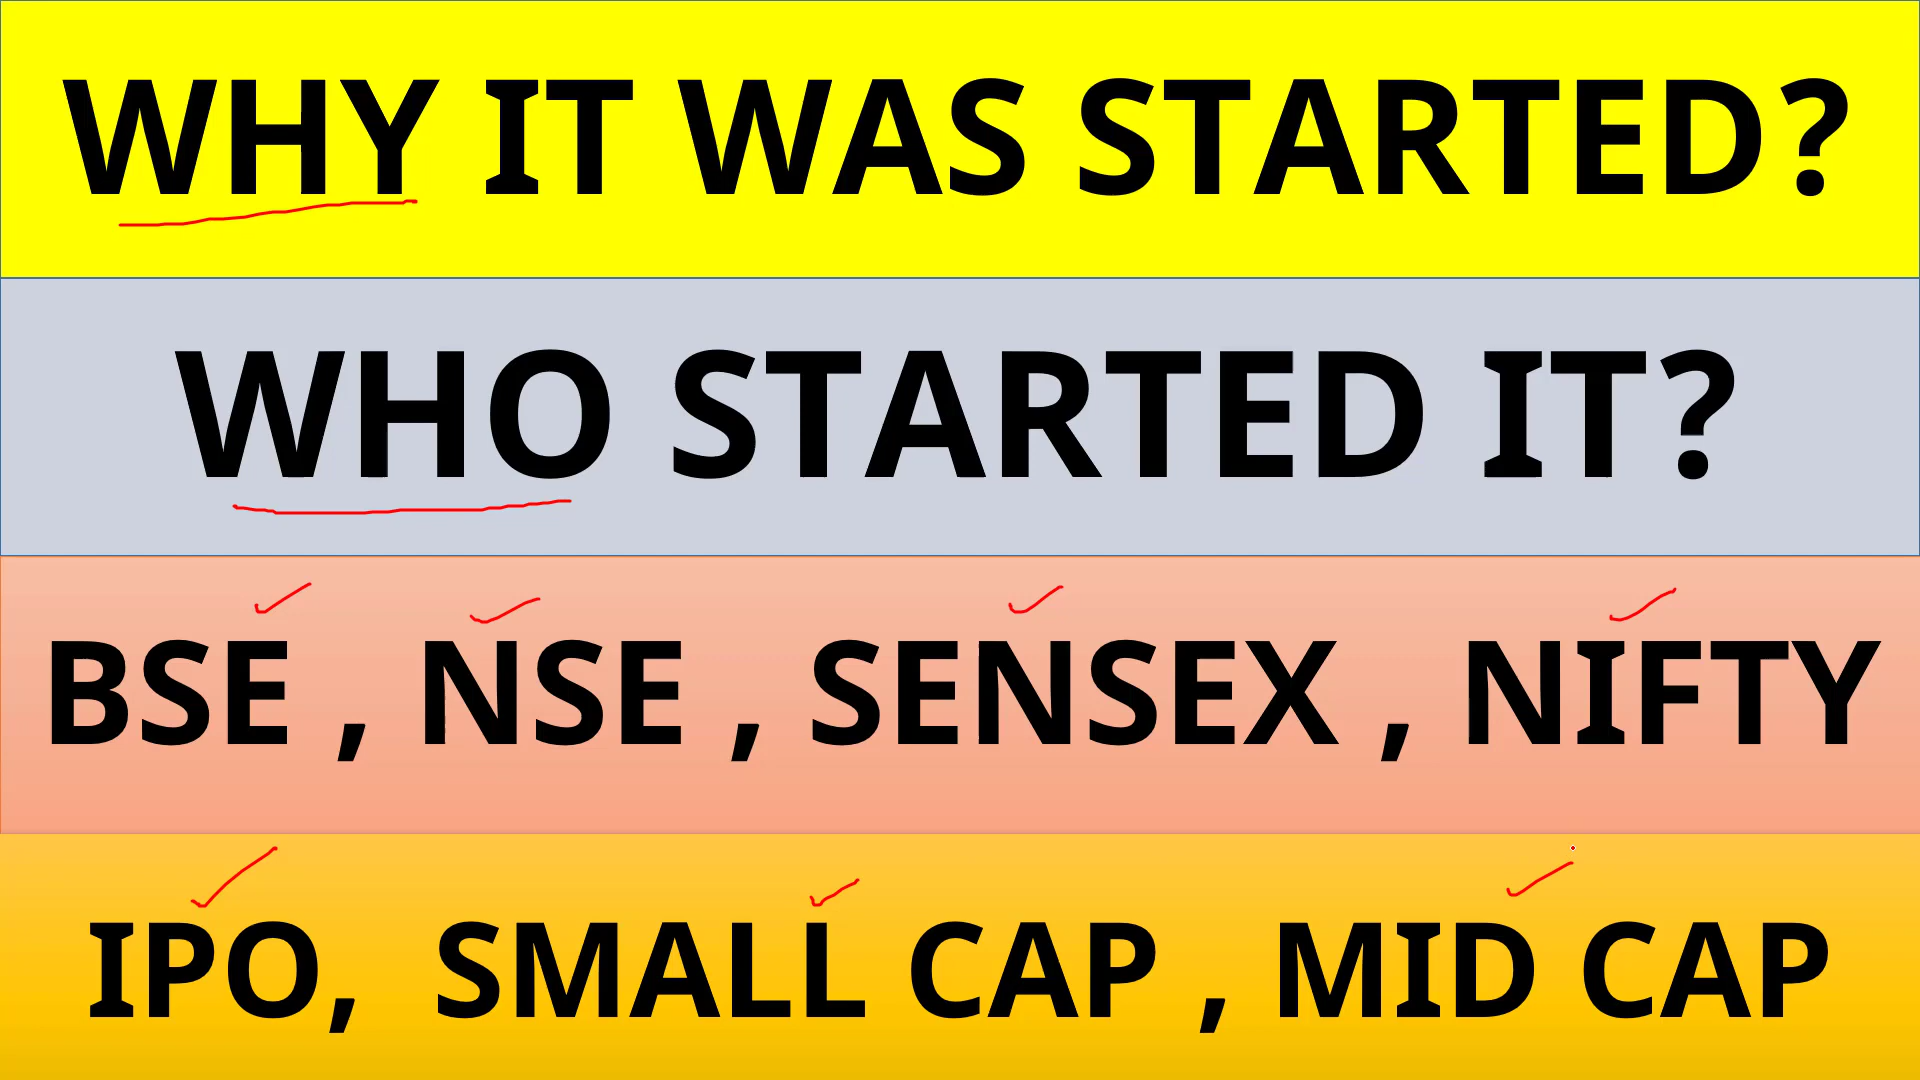 WHY IT WAS STARTED?
WHO STARTED IT?
BSE , NSE , SENSEX , NIFTY
IPO, SMALL CAP , MID CAP